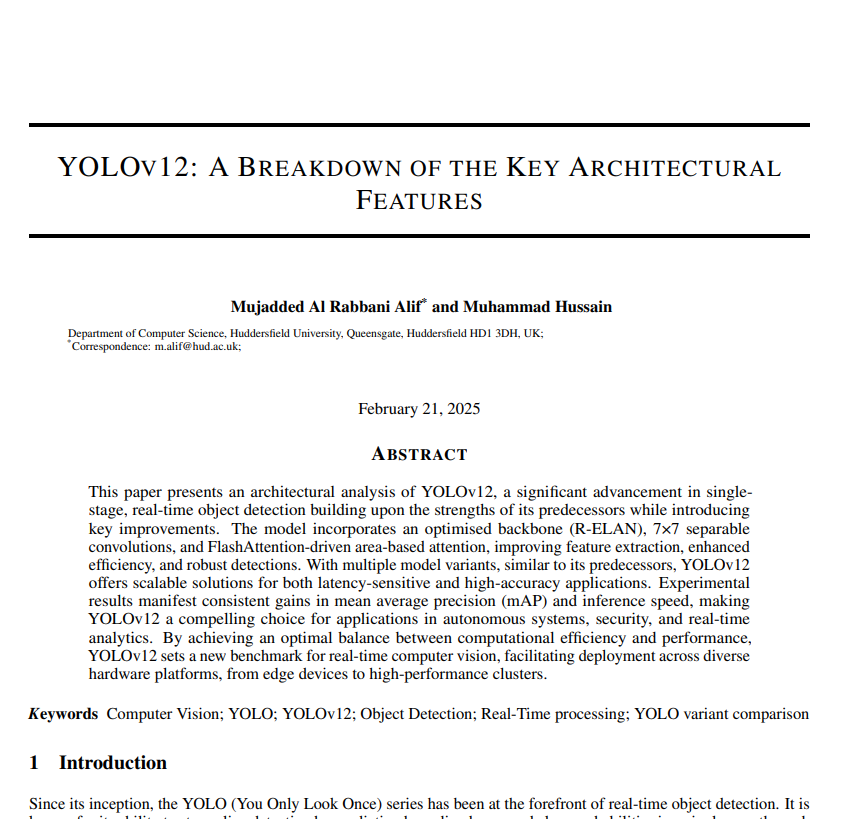 YOLOV12: A BREAKDOWN OF THE KEY ARCHITECTURAL
FEATURES
Mujadded Al Rabbani Alif* and Muhammad Hussain
Department of Computer Science, Huddersfield University, Queensgate, Huddersfield HD1 3DH, UK;
*Correspondence: m.alif@hud.ac.uk;
February 21, 2025
ABSTRACT
This paper presents an architectural analysis of YOLOv12, a significant advancement in single-
stage, real-time object detection building upon the strengths of its predecessors while introducing
key improvements. The model incorporates an optimised backbone (R-ELAN), 7×7 separable
convolutions, and FlashAttention-driven area-based attention, improving feature extraction, enhanced
efficiency, and robust detections. With multiple model variants, similar to its predecessors, YOLOv12
offers scalable solutions for both latency-sensitive and high-accuracy applications. Experimental
results manifest consistent gains in mean average precision (mAP) and inference speed, making
YOLOv12 a compelling choice for applications in autonomous systems, security, and real-time
analytics. By achieving an optimal balance between computational efficiency and performance,
YOLOv12 sets a new benchmark for real-time computer vision, facilitating deployment across diverse
hardware platforms, from edge devices to high-performance clusters.
Keywords Computer Vision; YOLO; YOLOv12; Object Detection; Real-Time processing; YOLO variant comparison
1 Introduction
Since its inception, the YOLO (You Only Look Once) series has been at the forefront of real-time object detection. It is